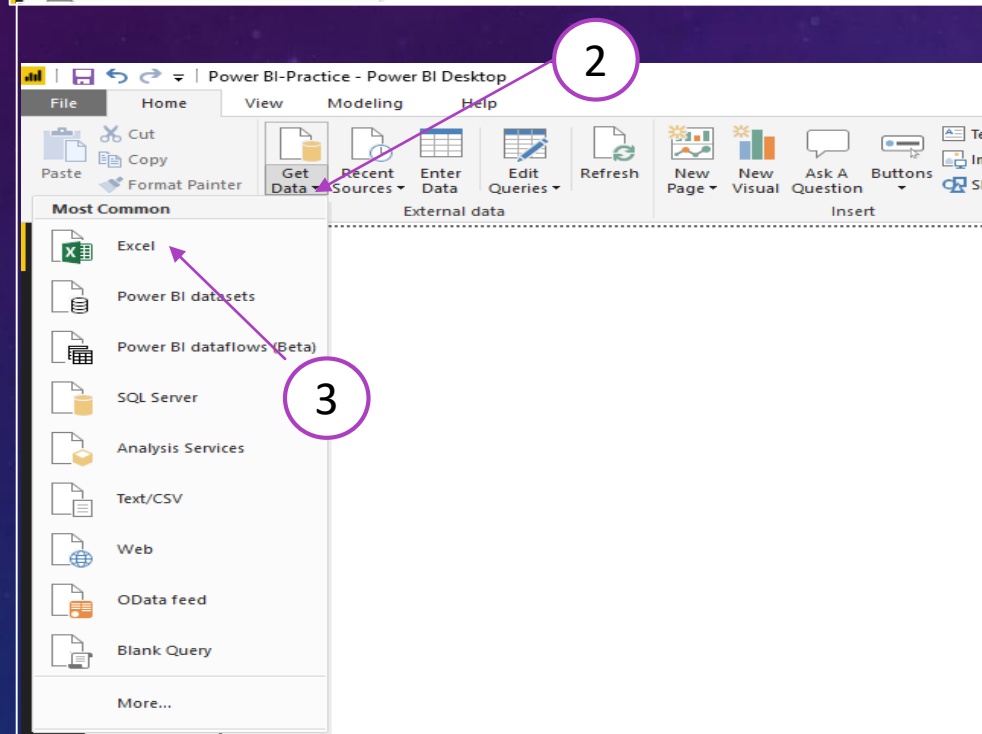 2
Power BI-Practice - Power BI Desktop
File Home View Modeling Help
Cut
Copy
Format Painter
Paste
Get Data
Recent Sources
Enter Data
Edit Queries
Refresh
New Page
New Visual
Ask A Question
Buttons
External data
Insert
Most Common
Excel
Power BI datasets
Power BI dataflows (Beta)
3
SQL Server
Analysis Services
Text/CSV
Web
OData feed
Blank Query
More...